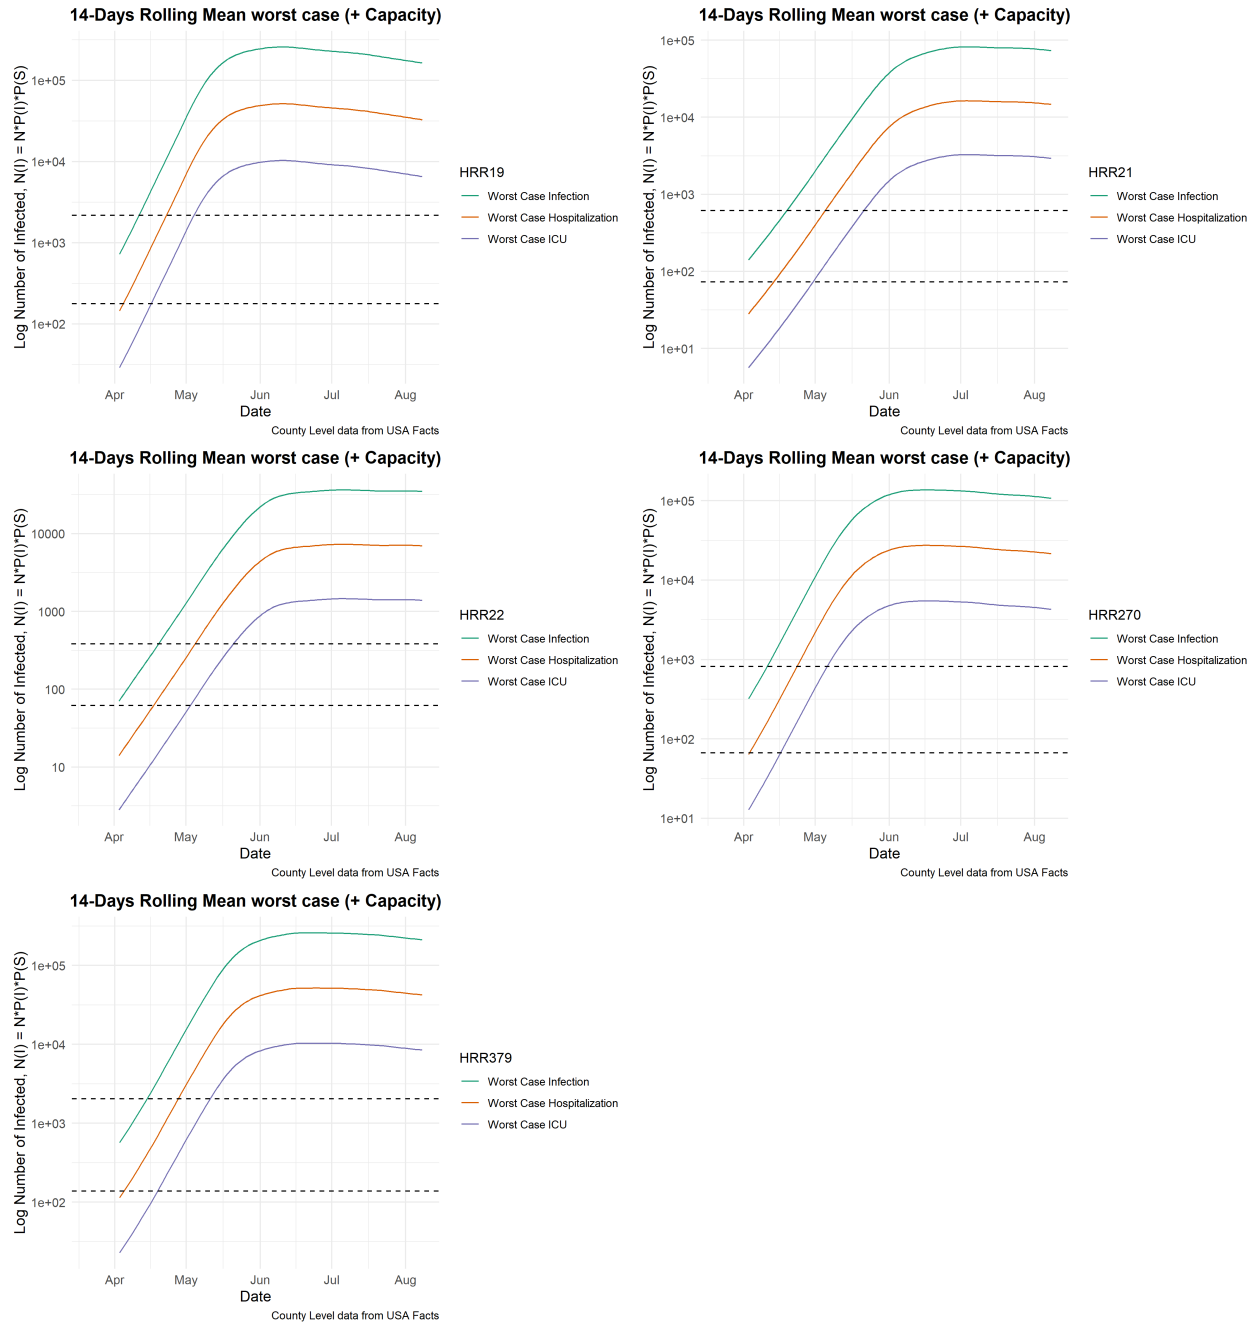 14-Days Rolling Mean worst case (+ Capacity)
Log Number of Infected, N(I) = N*P(I)*P(S)
1e+05
1e+04
1e+03
1e+02
Apr
May
Jun
Jul
Aug
Date
County Level data from USA Facts
HRR19
Worst Case Infection
Worst Case Hospitalization
Worst Case ICU
14-Days Rolling Mean worst case (+ Capacity)
Log Number of Infected, N(I) = N*P(I)*P(S)
1e+05
1e+04
1e+03
1e+02
1e+01
Apr
May
Jun
Jul
Aug
Date
County Level data from USA Facts
HRR21
Worst Case Infection
Worst Case Hospitalization
Worst Case ICU
14-Days Rolling Mean worst case (+ Capacity)
Log Number of Infected, N(I) = N*P(I)*P(S)
10000
1000
100
10
Apr
May
Jun
Jul
Aug
Date
County Level data from USA Facts
HRR22
Worst Case Infection
Worst Case Hospitalization
Worst Case ICU
14-Days Rolling Mean worst case (+ Capacity)
Log Number of Infected, N(I) = N*P(I)*P(S)
1e+05
1e+04
1e+03
1e+02
1e+01
Apr
May
Jun
Jul
Aug
Date
County Level data from USA Facts
HRR270
Worst Case Infection
Worst Case Hospitalization
Worst Case ICU
14-Days Rolling Mean worst case (+ Capacity)
Log Number of Infected, N(I) = N*P(I)*P(S)
1e+05
1e+04
1e+03
1e+02
Apr
May
Jun
Jul
Aug
Date
County Level data from USA Facts
HRR379
Worst Case Infection
Worst Case Hospitalization
Worst Case ICU